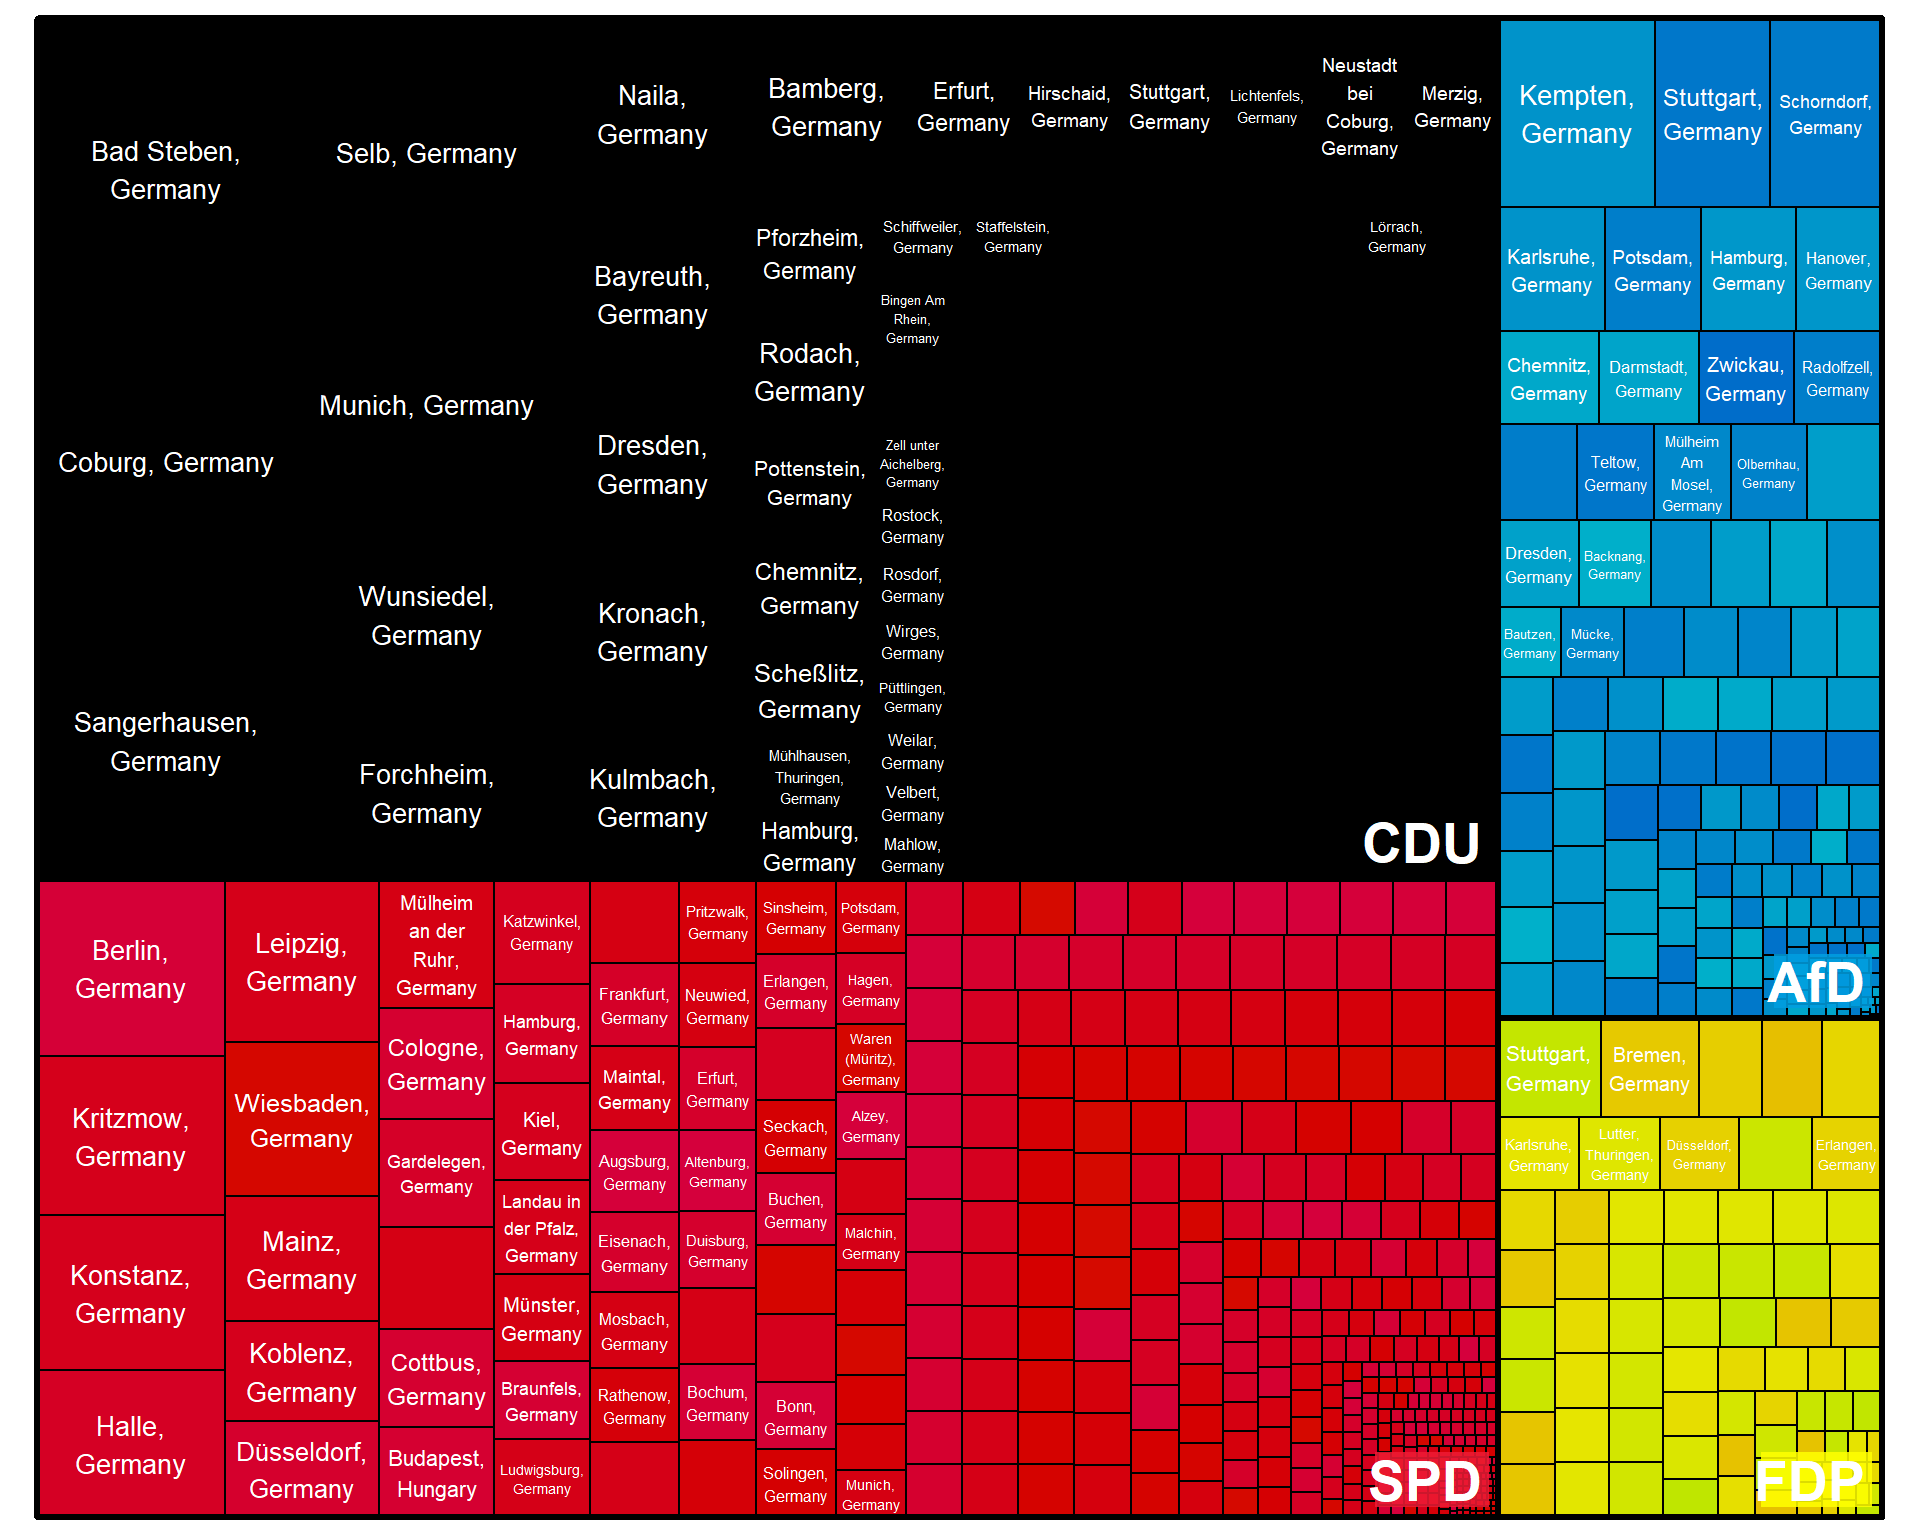 Bad Steben,
Germany
Coburg, Germany
Sangerhausen,
Germany
Selb, Germany
Munich, Germany
Wunsiedel,
Germany
Forchheim,
Germany
Naila,
Germany
Bayreuth,
Germany
Dresden,
Germany
Kronach,
Germany
Kulmbach,
Germany
Bamberg,
Germany
Erfurt,
Germany
Hirschaid,
Germany
Stuttgart,
Germany
Lichtenfels,
Germany
Neustadt
bei
Coburg,
Germany
Merzig,
Germany
Pforzheim,
Germany
Rodach,
Germany
Pottenstein,
Germany
Chemnitz,
Germany
Scheßlitz,
Germany
Mühlhausen,
Thuringen,
Germany
Hamburg,
Germany
Schiffweiler,
Germany
Staffelstein,
Germany
Lörrach,
Germany
Bingen Am
Rhein,
Germany
Zell unter
Aichelberg,
Germany
Rostock,
Germany
Rosdorf,
Germany
Wirges,
Germany
Püttlingen,
Germany
Weilar,
Germany
Velbert,
Germany
Mahlow,
Germany
CDU
Kempten,
Germany
Stuttgart,
Germany
Schorndorf,
Germany
Karlsruhe,
Germany
Potsdam,
Germany
Hamburg,
Germany
Hanover,
Germany
Chemnitz,
Germany
Darmstadt,
Germany
Zwickau,
Germany
Radolfzell,
Germany
Teltow,
Germany
Mülheim
Am
Mosel,
Germany
Olbernhau,
Germany
Dresden,
Germany
Backnang,
Germany
Bautzen,
Germany
Mücke,
Germany
AfD
Berlin,
Germany
Kritzmow,
Germany
Konstanz,
Germany
Halle,
Germany
Leipzig,
Germany
Wiesbaden,
Germany
Mainz,
Germany
Koblenz,
Germany
Düsseldorf,
Germany
Mülheim
an der
Ruhr,
Germany
Cologne,
Germany
Gardelegen,
Germany
Cottbus,
Germany
Budapest,
Hungary
Katzwinkel,
Germany
Hamburg,
Germany
Kiel,
Germany
Landau in
der Pfalz,
Germany
Münster,
Germany
Braunfels,
Germany
Ludwigsburg,
Germany
Frankfurt,
Germany
Maintal,
Germany
Augsburg,
Germany
Eisenach,
Germany
Mosbach,
Germany
Rathenow,
Germany
Pritzwalk,
Germany
Neuwied,
Germany
Erfurt,
Germany
Altenburg,
Germany
Duisburg,
Germany
Bochum,
Germany
Sinsheim,
Germany
Erlangen,
Germany
Seckach,
Germany
Buchen,
Germany
Bonn,
Germany
Solingen,
Germany
Potsdam,
Germany
Hagen,
Germany
Waren
(Müritz),
Germany
Alzey,
Germany
Malchin,
Germany
Munich,
Germany
SPD
Stuttgart,
Germany
Bremen,
Germany
Karlsruhe,
Germany
Lutter,
Thuringen,
Germany
Düsseldorf,
Germany
Erlangen,
Germany
FDP